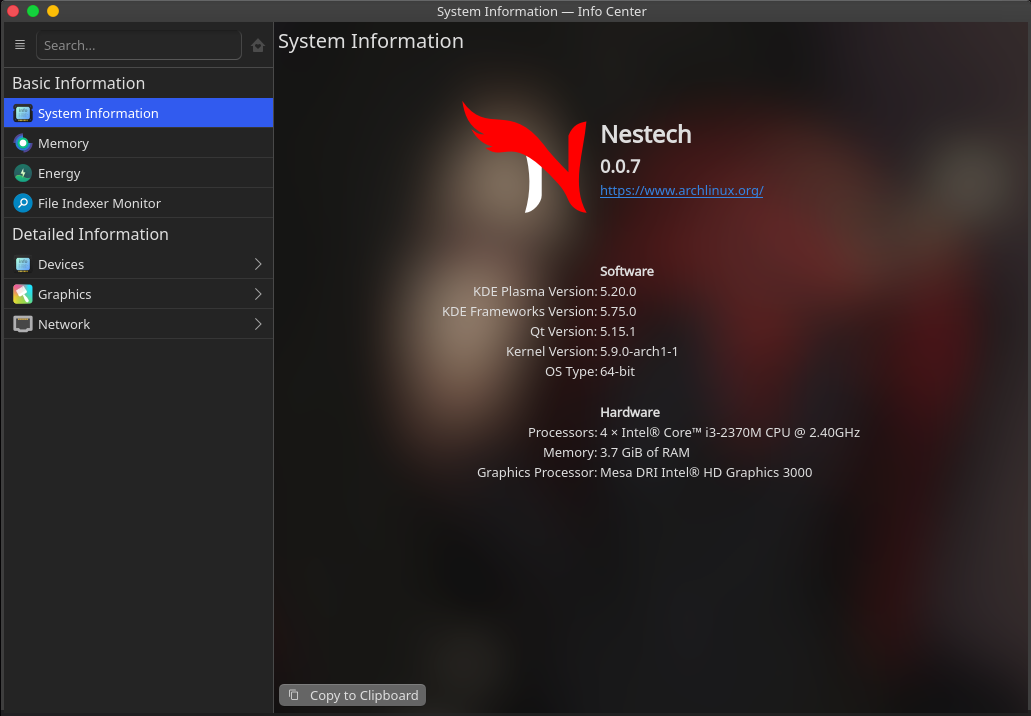 System Information — Info Center
Search...
Basic Information
System Information
Memory
Energy
File Indexer Monitor
Detailed Information
Devices
Graphics
Network
System Information
Nestech
0.0.7
https://www.archlinux.org/
Software
KDE Plasma Version: 5.20.0
KDE Frameworks Version: 5.75.0
Qt Version: 5.15.1
Kernel Version: 5.9.0-arch1-1
OS Type: 64-bit
Hardware
Processors: 4 × Intel® Core™ i3-2370M CPU @ 2.40GHz
Memory: 3.7 GiB of RAM
Graphics Processor: Mesa DRI Intel® HD Graphics 3000
Copy to Clipboard